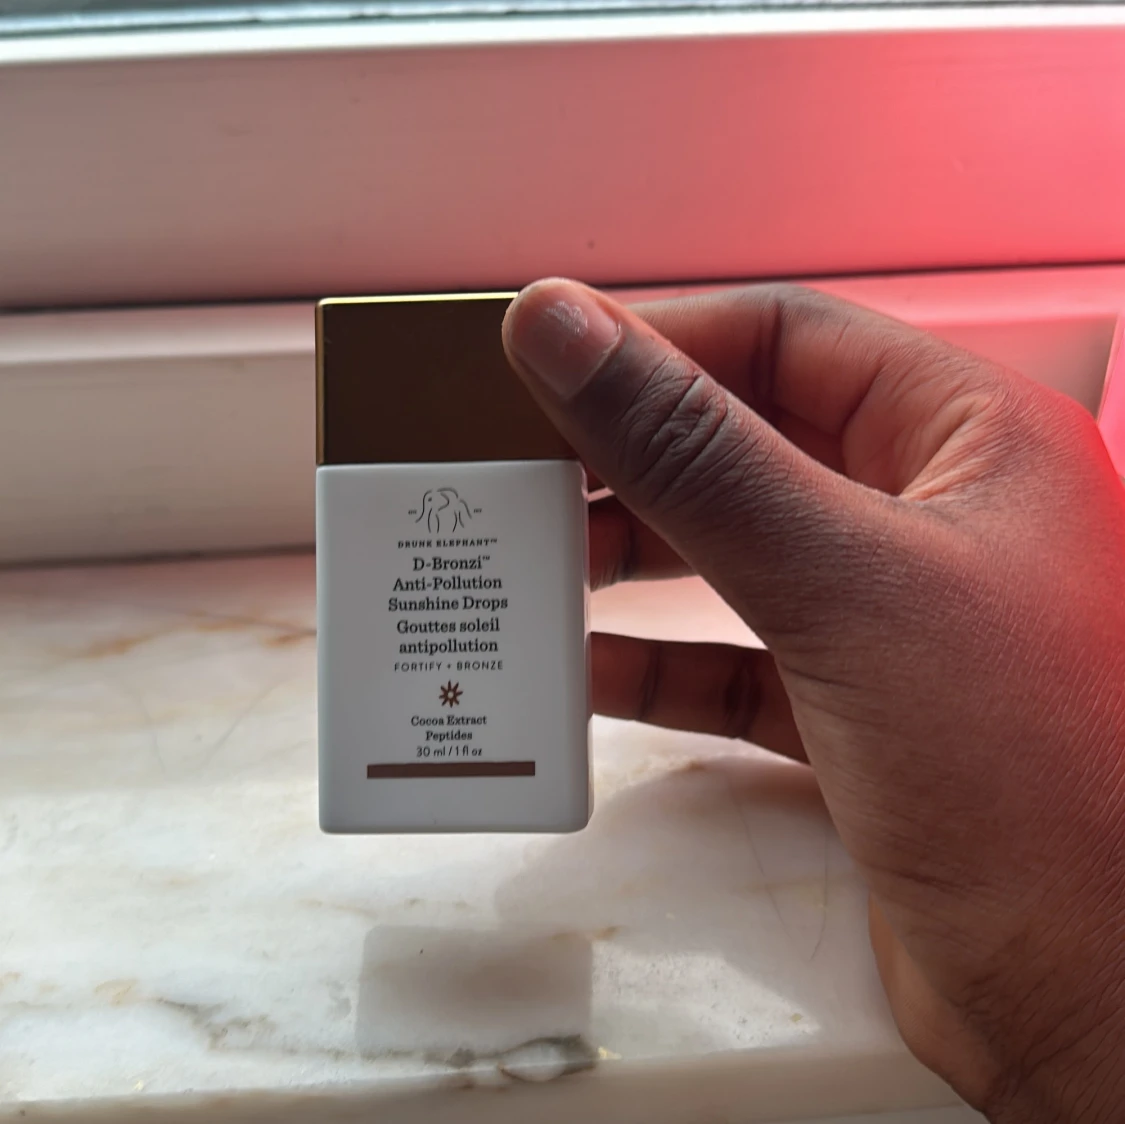 DRUNK ELEPHANT™
D-Bronzi™
Anti-Pollution
Sunshine Drops
Gouttes soleil
antipollution
FORTIFY + BRONZE
Cocoa Extract
Peptides
30 ml / 1 fl oz